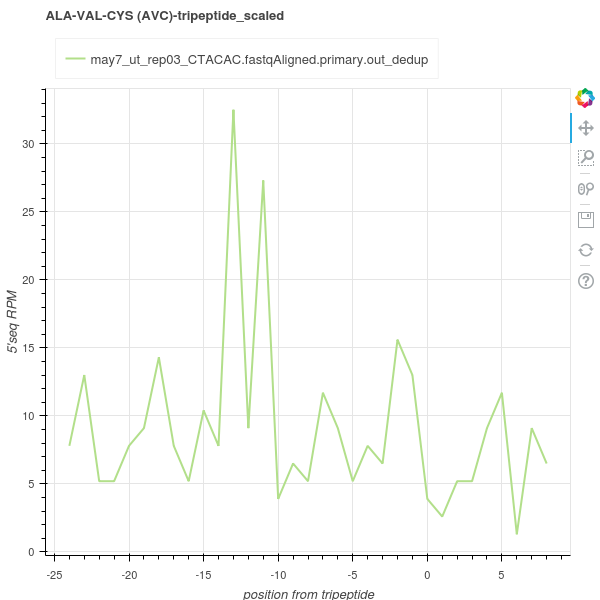 ALA-VAL-CYS (AVC)-tripeptide_scaled
may7_ut_rep03_CTACAC.fastqAligned.primary.out_dedup
30
25
20
15
10
5
0
5'seq RPM
-25 -20 -15 -10 -5 0 5
position from tripeptide